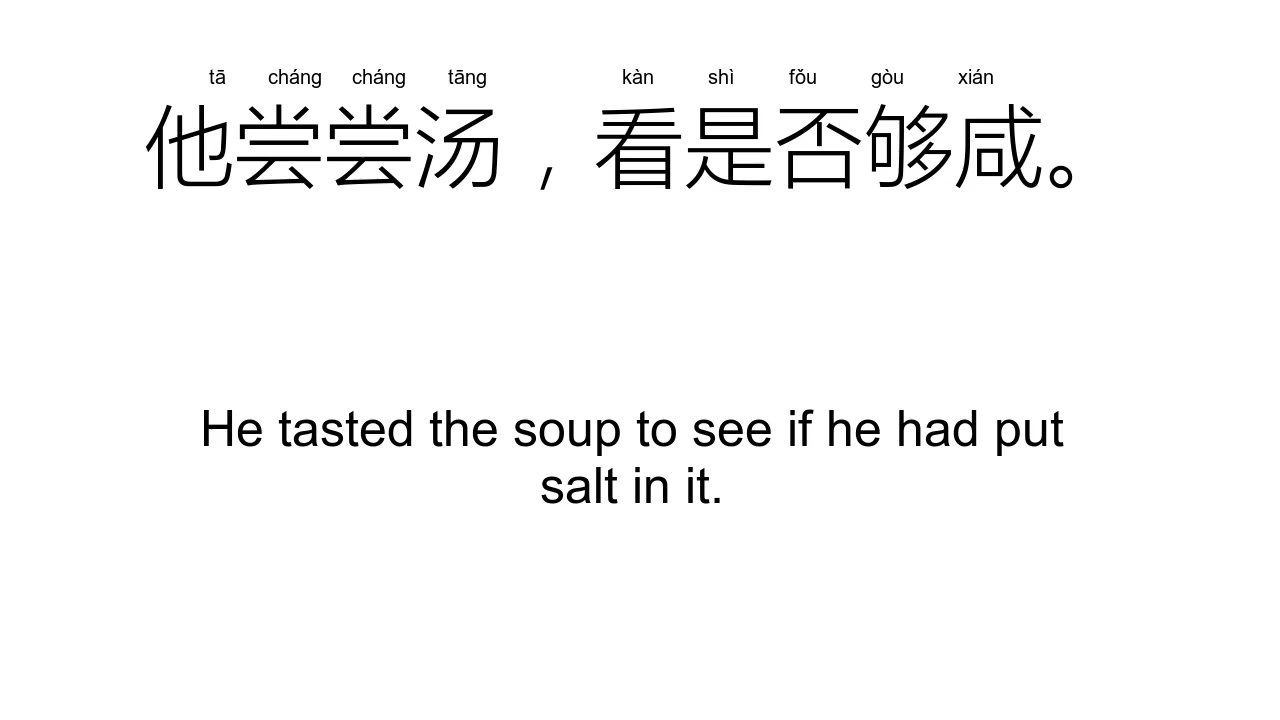 tā cháng cháng tāng kàn shì fǒu gòu xián
他尝尝汤，看是否够咸。
He tasted the soup to see if he had put
salt in it.